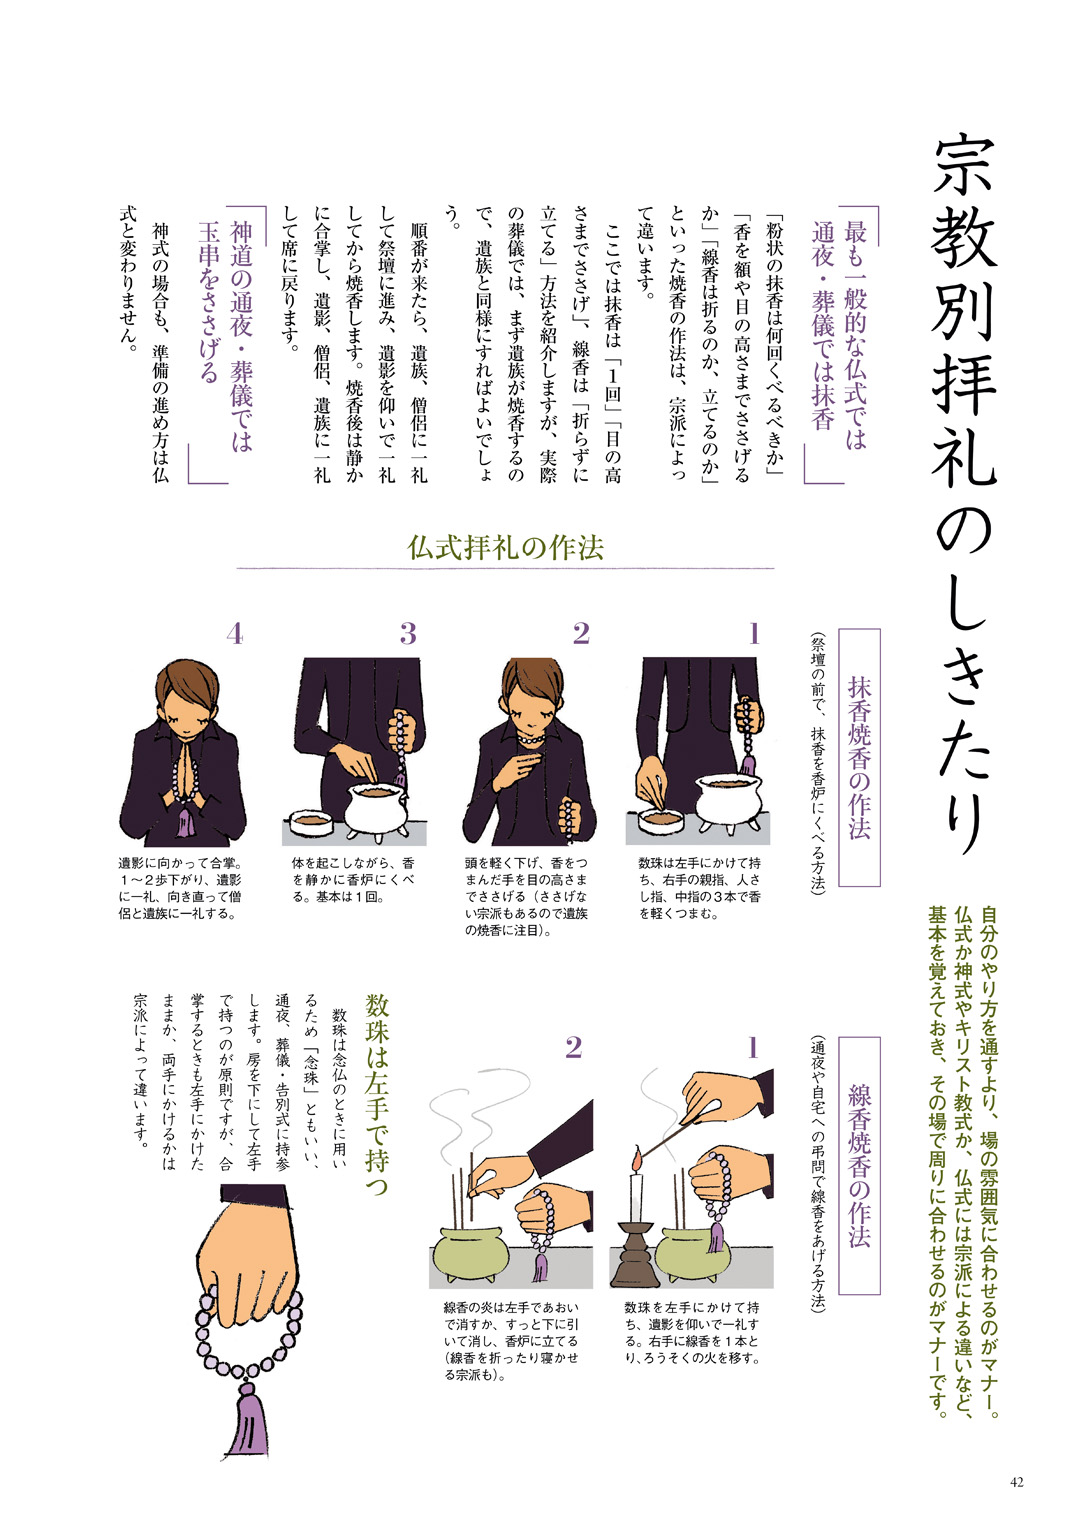 宗教別拝礼のしきたり
自分のやり方を通すより、場の雰囲気に合わせるのがマナー。
仏式か神式やキリスト教式か、仏式には宗派による違いなど、
基本を覚えておき、その場で周りに合わせるのがマナーです。
最も一般的な仏式では
通夜・葬儀では抹香
「粉状の抹香は何回くべるべきか」
「香を額や目の高さまでささげる
か」「線香は折るのか、立てるのか」
といった焼香の作法は、宗派によっ
て違います。
ここでは抹香は「1回」「目の高
さまでささげ」、線香は「折らずに
立てる」方法を紹介しますが、実際
の葬儀では、まず遺族が焼香するの
で、遺族と同様にすればよいでしょ
う。
順番が来たら、遺族、僧侶に一礼
して祭壇に進み、遺影を仰いで一礼
してから焼香します。焼香後は静か
に合掌し、遺影、僧侶、遺族に一礼
して席に戻ります。
神道の通夜・葬儀では
玉串をささげる
神式の場合も、準備の進め方は仏
式と変わりません。
仏式拝礼の作法
抹香焼香の作法
（祭壇の前で、抹香を香炉にくべる方法）
1
数珠は左手にかけて持
ち、右手の親指、人さ
し指、中指の3本で香
を軽くつまむ。
2
頭を軽く下げ、香をつ
まんだ手を目の高さま
でささげる（ささげな
い宗派もあるので遺族
の焼香に注目）。
3
体を起こしながら、香
を静かに香炉にくべ
る。基本は1回。
4
遺影に向かって合掌。
1～2歩下がり、遺影
に一礼、向き直って僧
侶と遺族に一礼する。
線香焼香の作法
（通夜や自宅への弔問で線香をあげる方法）
1
数珠を左手にかけて持
ち、遺影を仰いで一礼す
る。右手に線香を1本と
り、ろうそくの火を移す。
2
線香の炎は左手であおい
で消すか、すっと下に引
いて消し、香炉に立てる
（線香を折ったり寝かせ
る宗派も）。
数珠は左手で持つ
数珠は念仏のときに用い
るため「念珠」ともいい、
通夜、葬儀・告別式に持参
します。房を下にして左手
で持つのが原則ですが、合
掌するときも左手にかけた
ままか、両手にかけるかは
宗派によって違います。
42